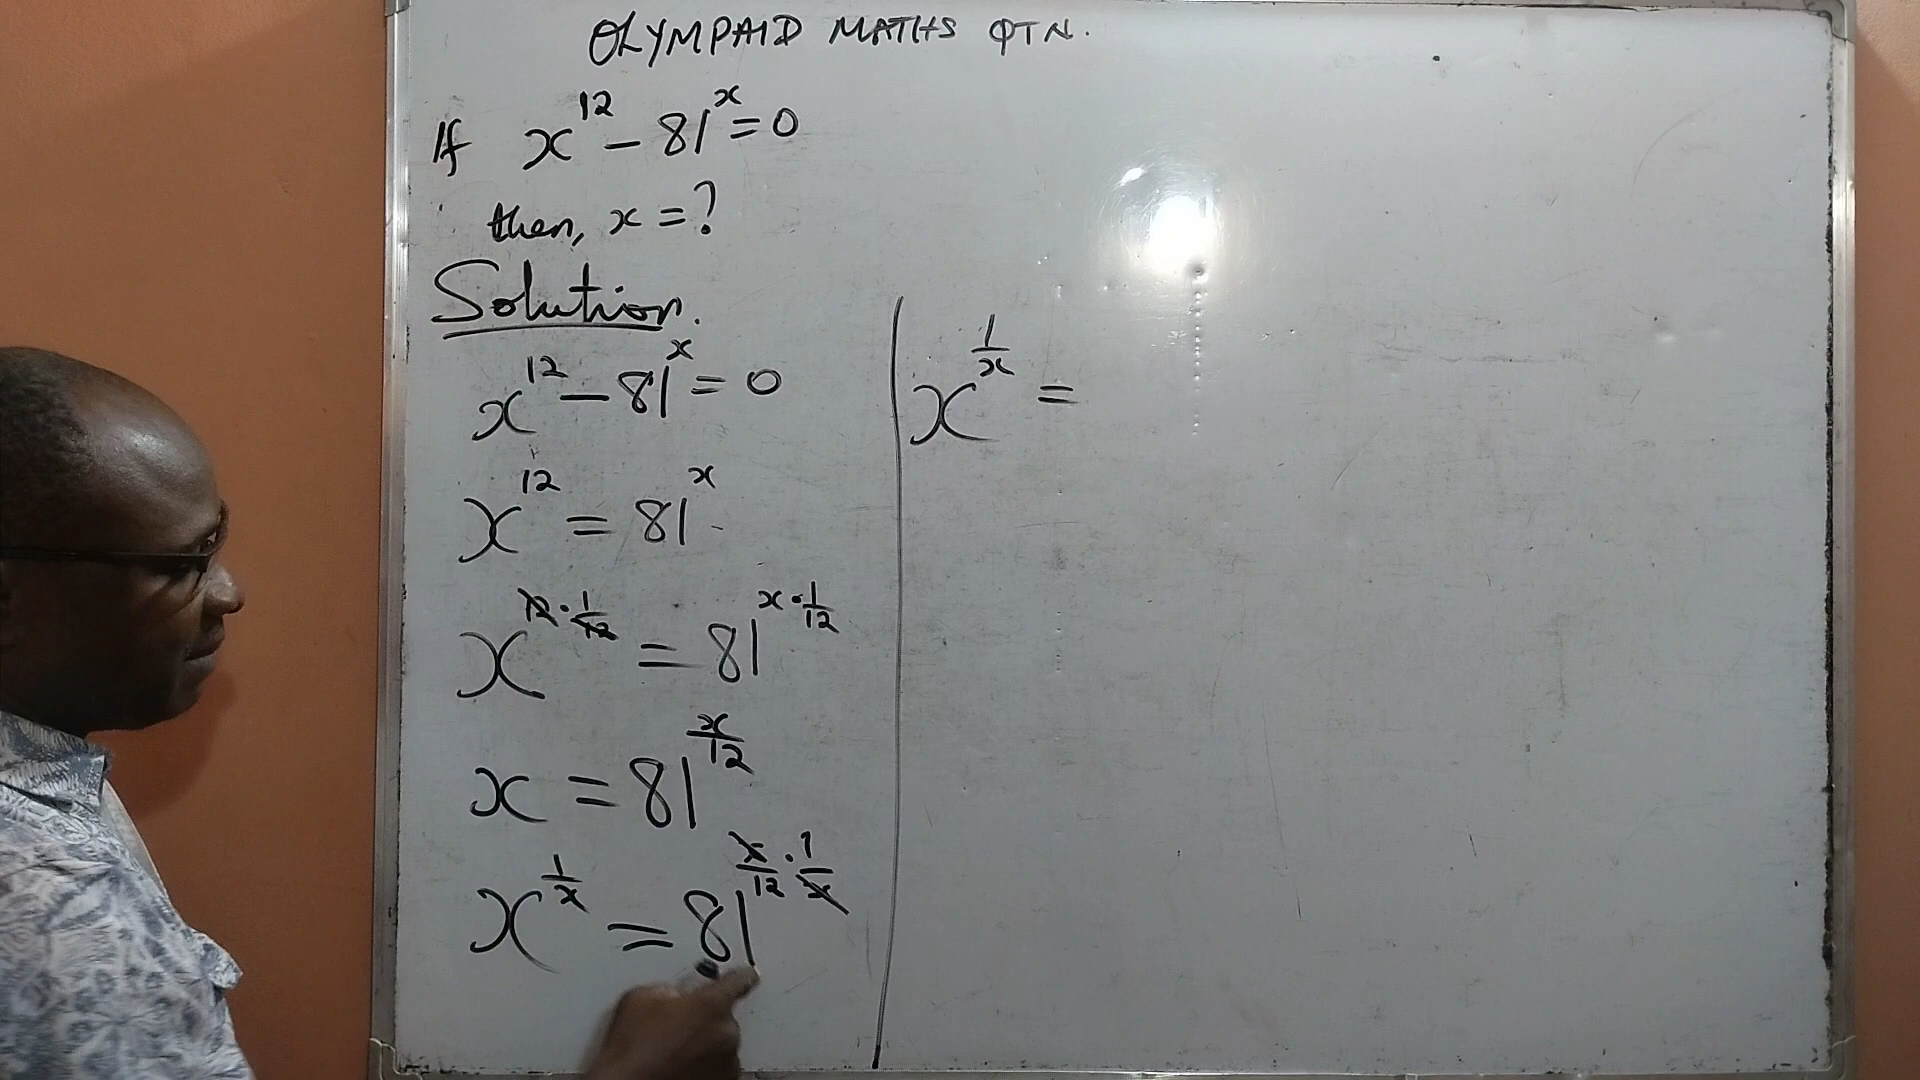 OLYMPAID MATHS QTN.
If x^12 - 81^x = 0
then, x = ?
Solution.
x^12 - 81^x = 0
x^12 = 81^x
x^(12 · 1/12) = 81^(x · 1/12)
x = 81^(x/12)
x^(1/x) = 81^(x/12 · 1/x)
x^(1/x) =